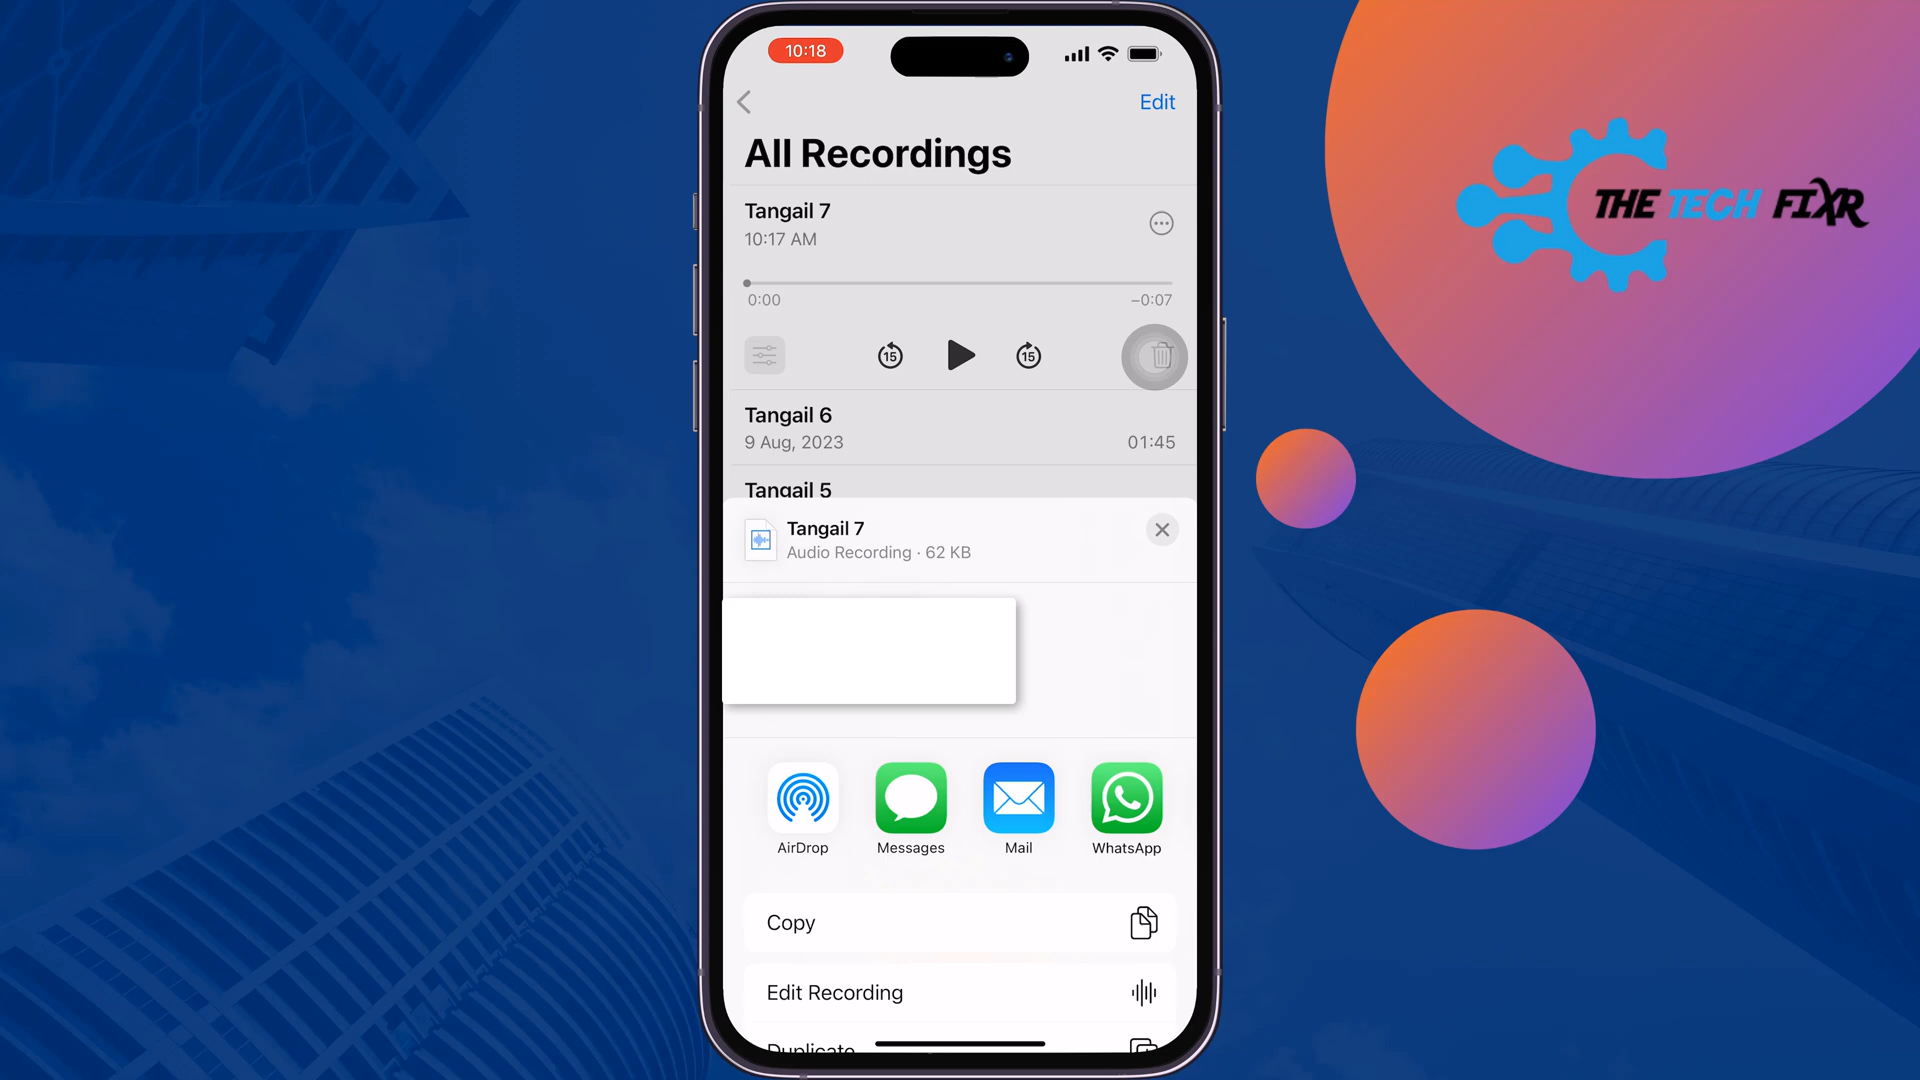 10:18
Edit
All Recordings
Tangail 7
10:17 AM
0:00
−0:07
15
15
Tangail 6
9 Aug, 2023
01:45
Tangail 5
Tangail 7
Audio Recording · 62 KB
AirDrop
Messages
Mail
WhatsApp
Copy
Edit Recording
Duplicate
THE TECH FIXR